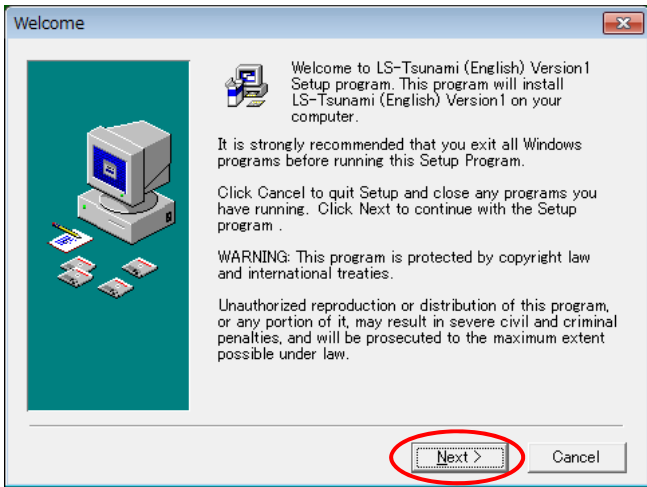 Welcome
Welcome to LS-Tsunami (English) Version1
Setup program. This program will install
LS-Tsunami (English) Version1 on your
computer.
It is strongly recommended that you exit all Windows
programs before running this Setup Program.
Click Cancel to quit Setup and close any programs you
have running. Click Next to continue with the Setup
program .
WARNING: This program is protected by copyright law
and international treaties.
Unauthorized reproduction or distribution of this program,
or any portion of it, may result in severe civil and criminal
penalties, and will be prosecuted to the maximum extent
possible under law.
Next >
Cancel